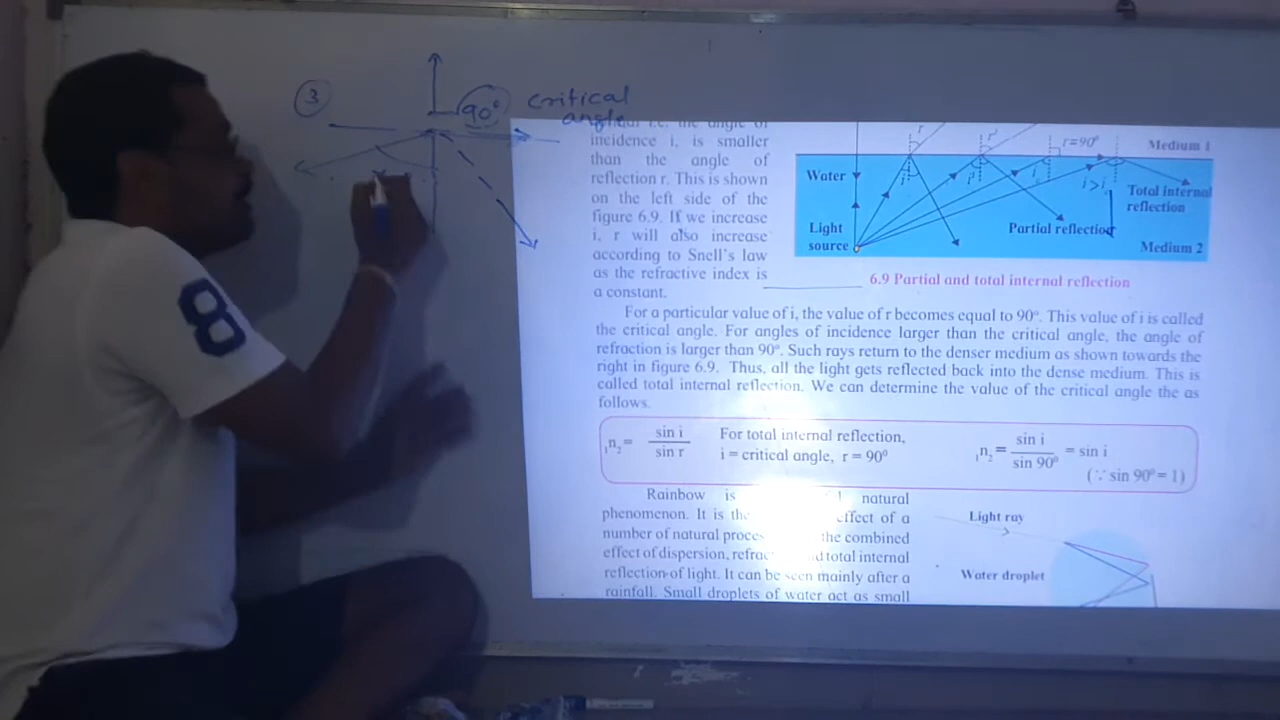 3
90° critical
angle
8
incidence i, is smaller
than the angle of
reflection r. This is shown
on the left side of the
figure 6.9. If we increase
i, r will also increase
according to Snell's law
as the refractive index is
a constant.
r r' r=90° Medium 1
Water i i' i > i
Total internal
reflection
Light
source
Partial reflection
Medium 2
6.9 Partial and total internal reflection
For a particular value of i, the value of r becomes equal to 90°. This value of i is called
the critical angle. For angles of incidence larger than the critical angle, the angle of
refraction is larger than 90°. Such rays return to the denser medium as shown towards the
right in figure 6.9. Thus, all the light gets reflected back into the dense medium. This is
called total internal reflection. We can determine the value of the critical angle the as
follows.
₁n₂ = sin i / sin r
For total internal reflection,
i = critical angle, r = 90°
₁n₂ = sin i / sin 90° = sin i
(∵ sin 90° = 1)
Rainbow is natural
phenomenon. It is the effect of a
number of natural the combined
effect of dispersion, total internal
reflection of light. It can be seen mainly after a
rainfall. Small droplets of water act as small
Light ray
Water droplet